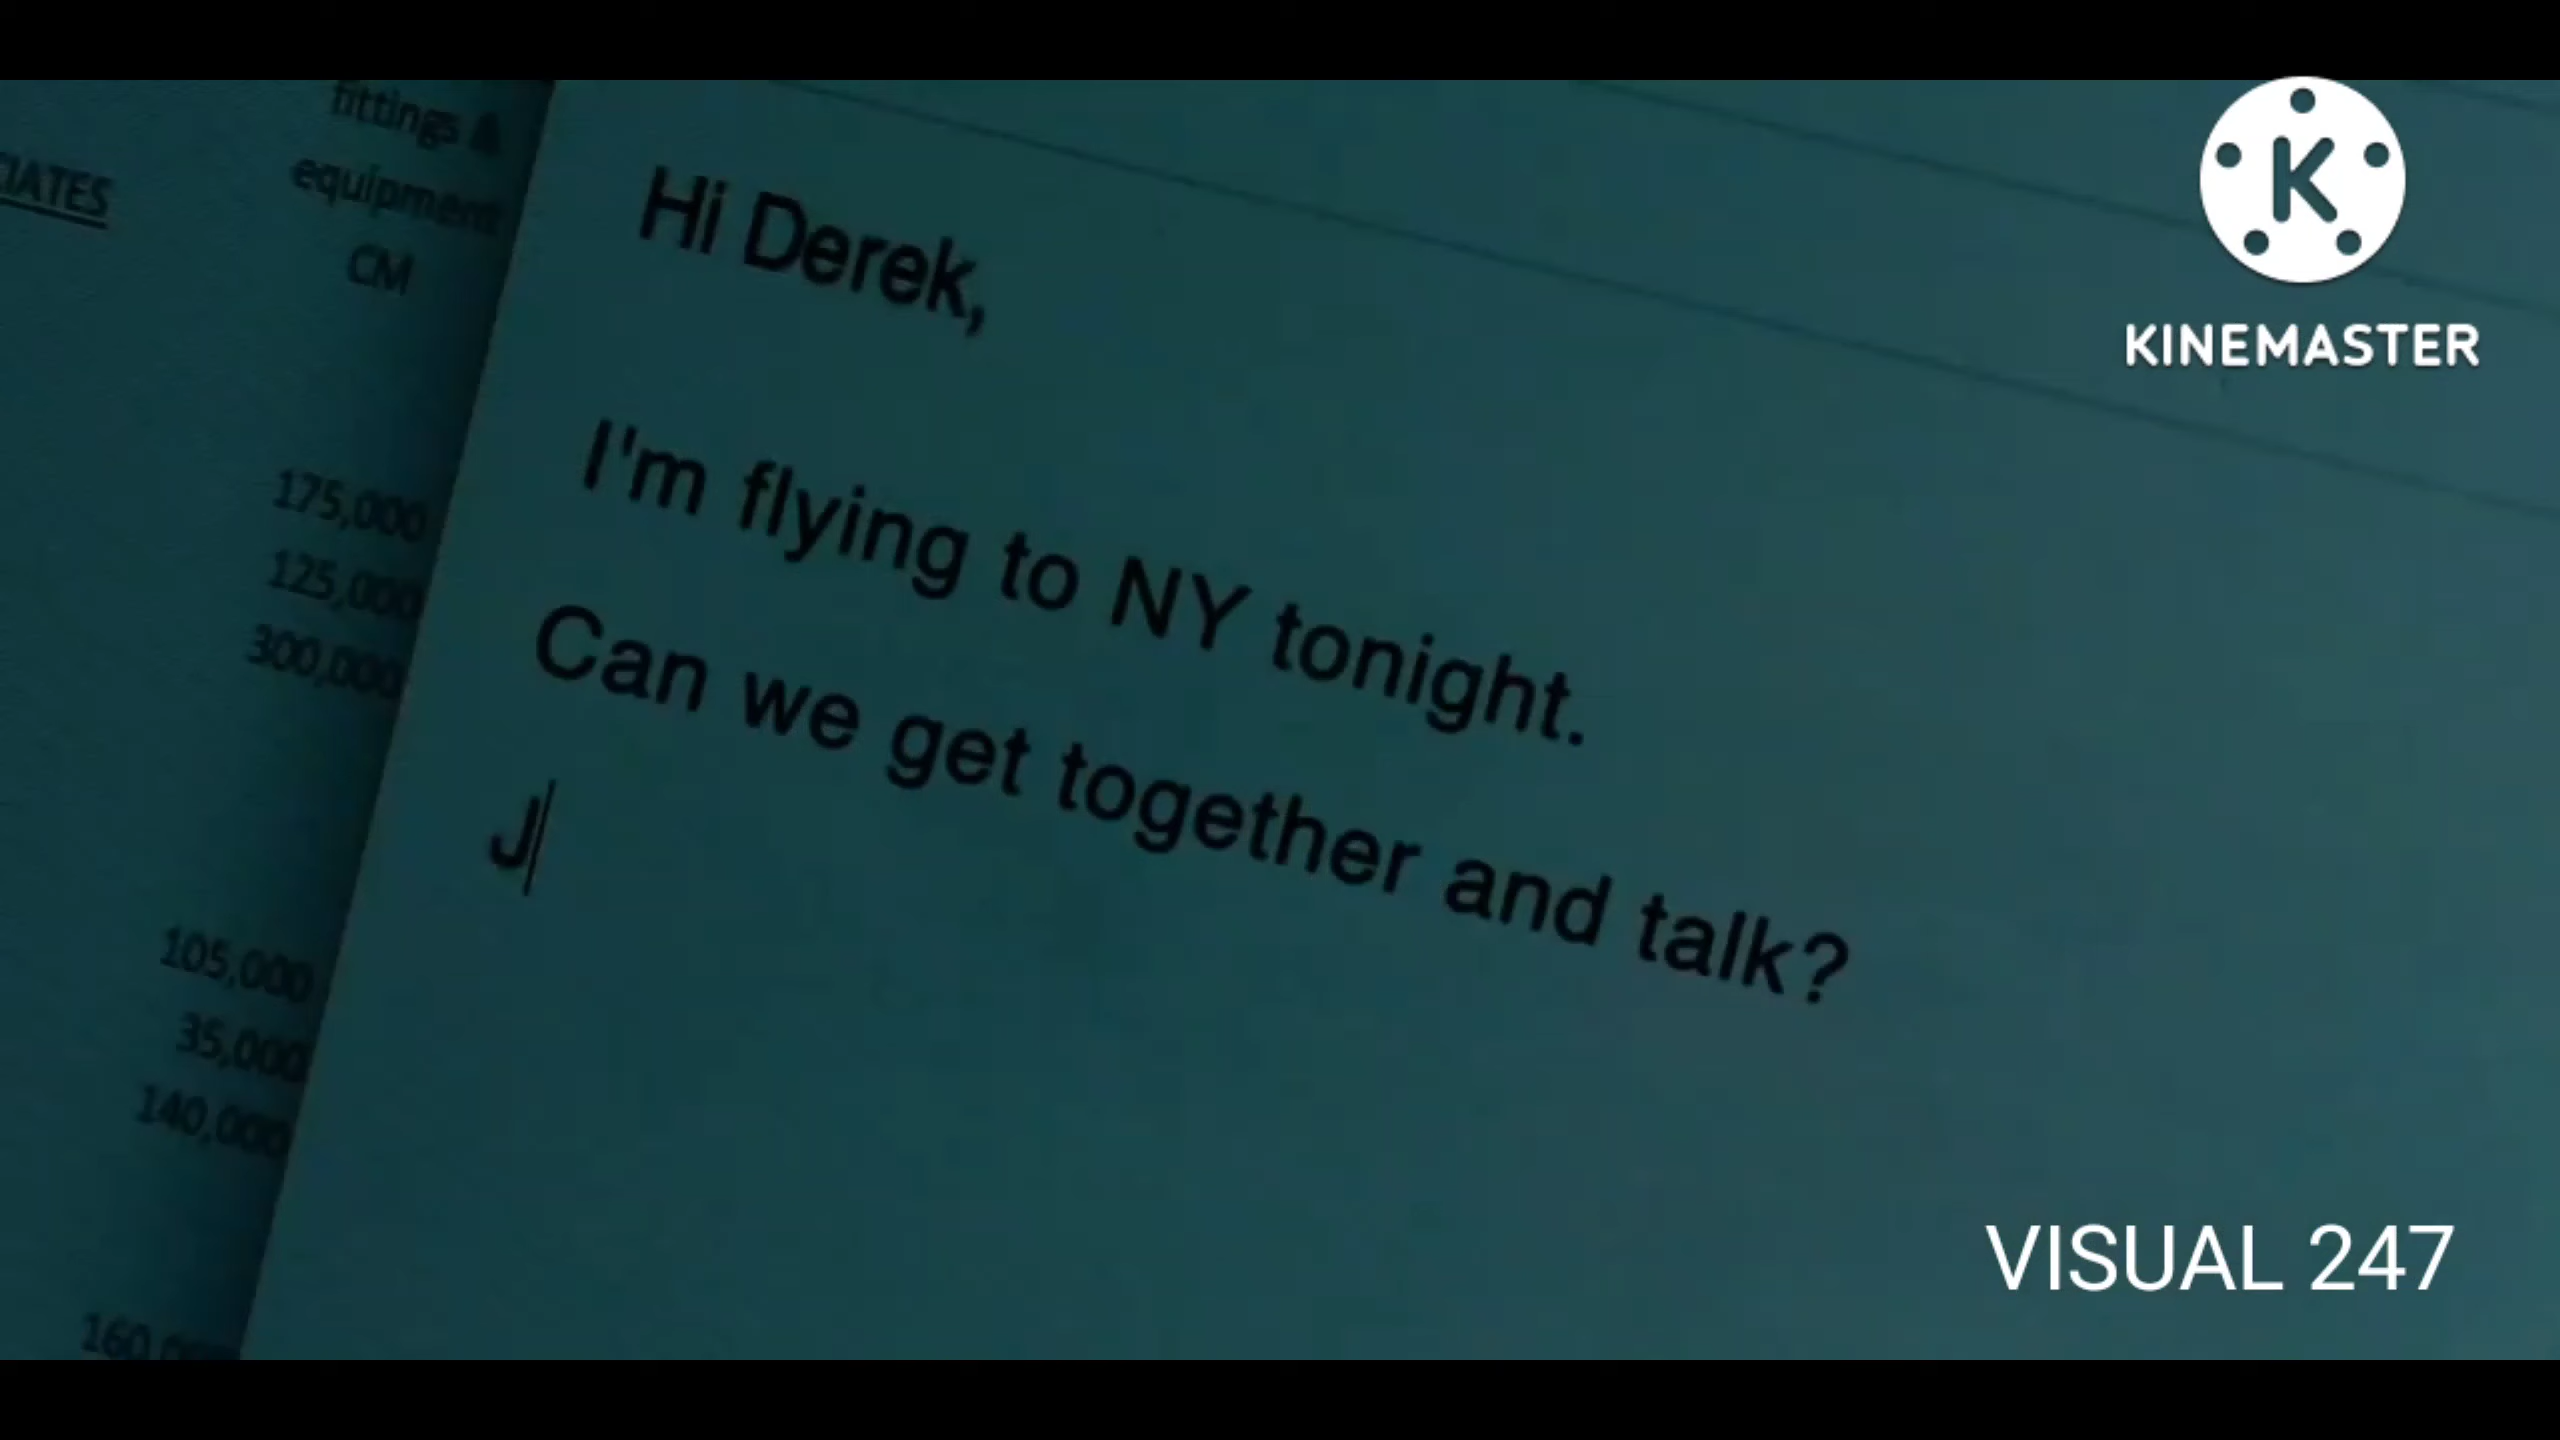 fittings &
equipment
CM
CIATES
175,000
125,000
300,000
105,000
35,000
140,000
Hi Derek,
I'm flying to NY tonight.
Can we get together and talk?
J
K
KINEMASTER
VISUAL 247